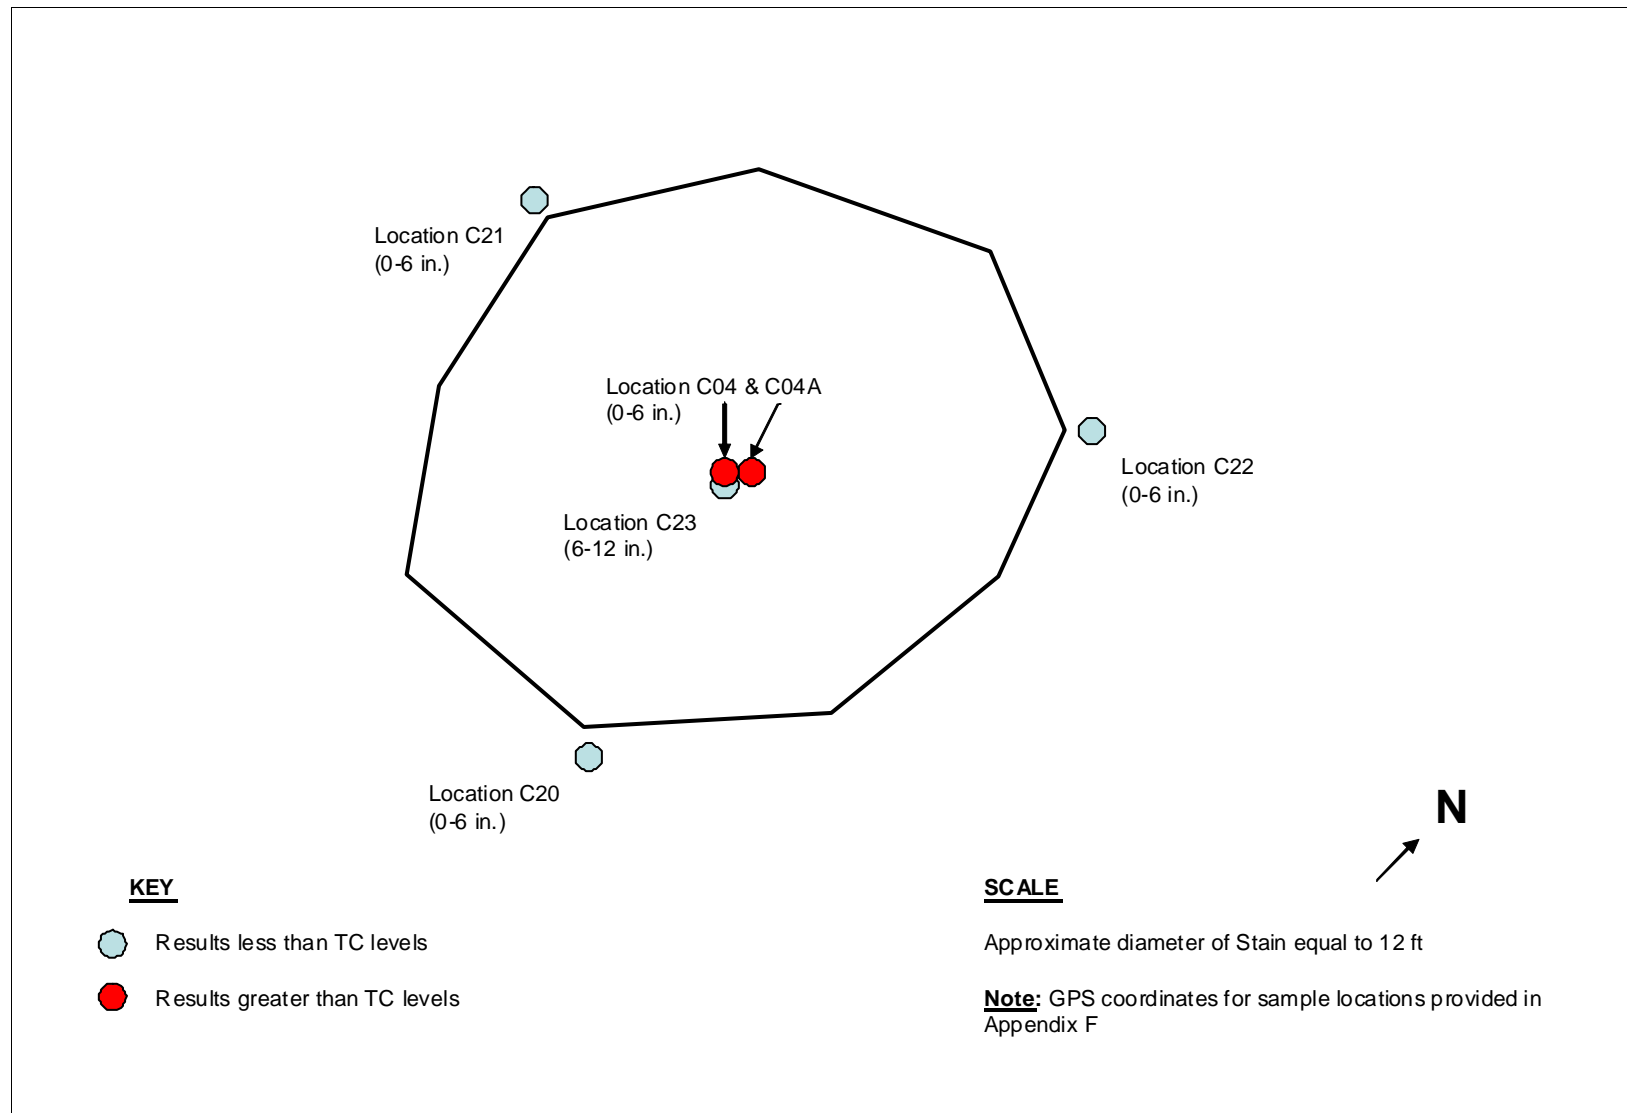 Location C21
(0-6 in.)
Location C04 & C04A
(0-6 in.)
Location C22
(0-6 in.)
Location C23
(6-12 in.)
Location C20
(0-6 in.)
N
KEY
Results less than TC levels
Results greater than TC levels
SCALE
Approximate diameter of Stain equal to 12 ft
Note: GPS coordinates for sample locations provided in
Appendix F